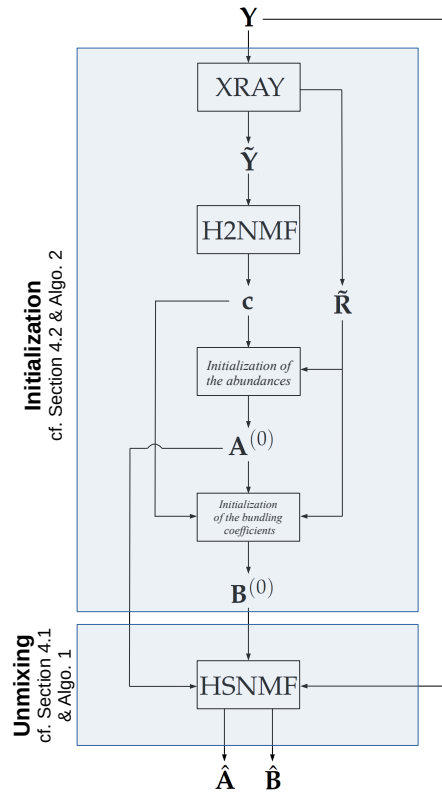 Y
XRAY
Ỹ
H2NMF
c
R̃
Initialization of
the abundances
A⁽⁰⁾
Initialization
of the bundling
coefficients
B⁽⁰⁾
Initialization
cf. Section 4.2 & Algo. 2
HSNMF
Unmixing
cf. Section 4.1
& Algo. 1
Â
B̂